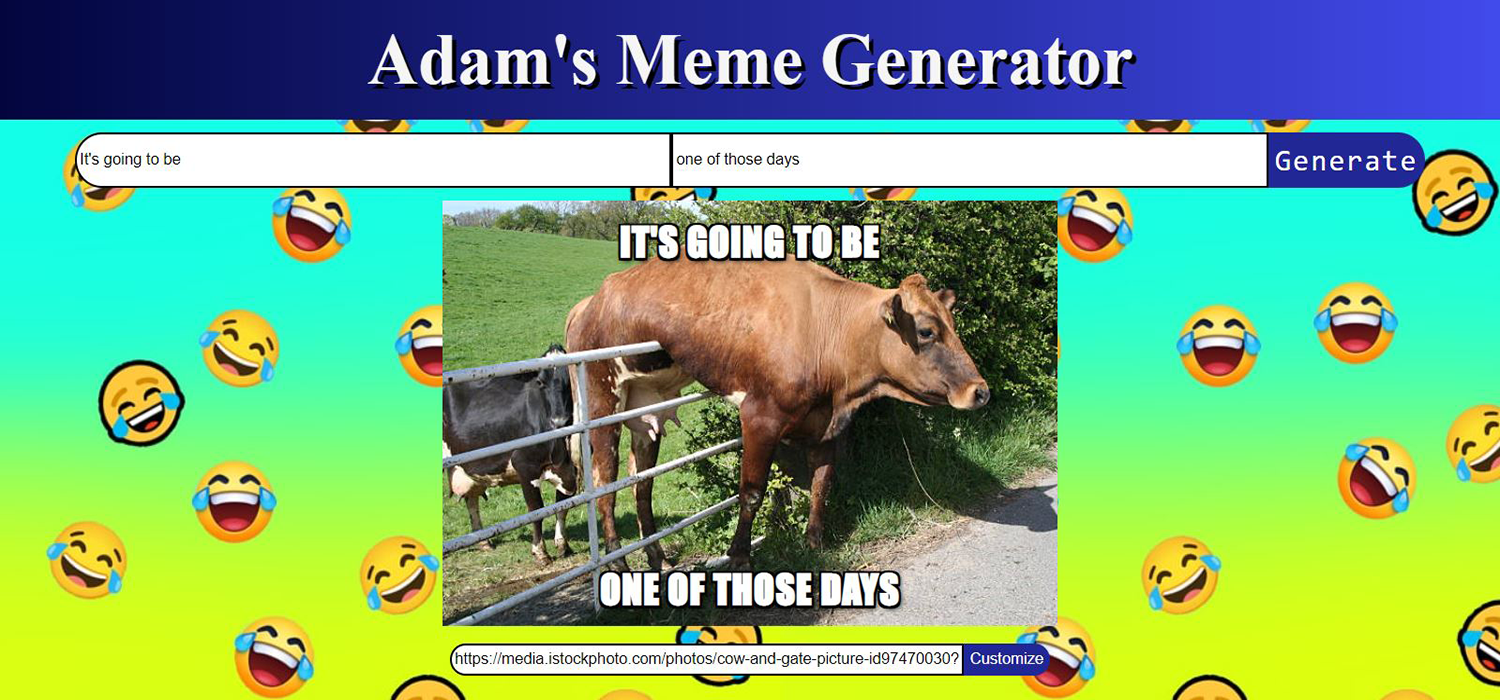 Adam's Meme Generator
It's going to be
one of those days
Generate
IT'S GOING TO BE
ONE OF THOSE DAYS
https://media.istockphoto.com/photos/cow-and-gate-picture-id97470030?
Customize